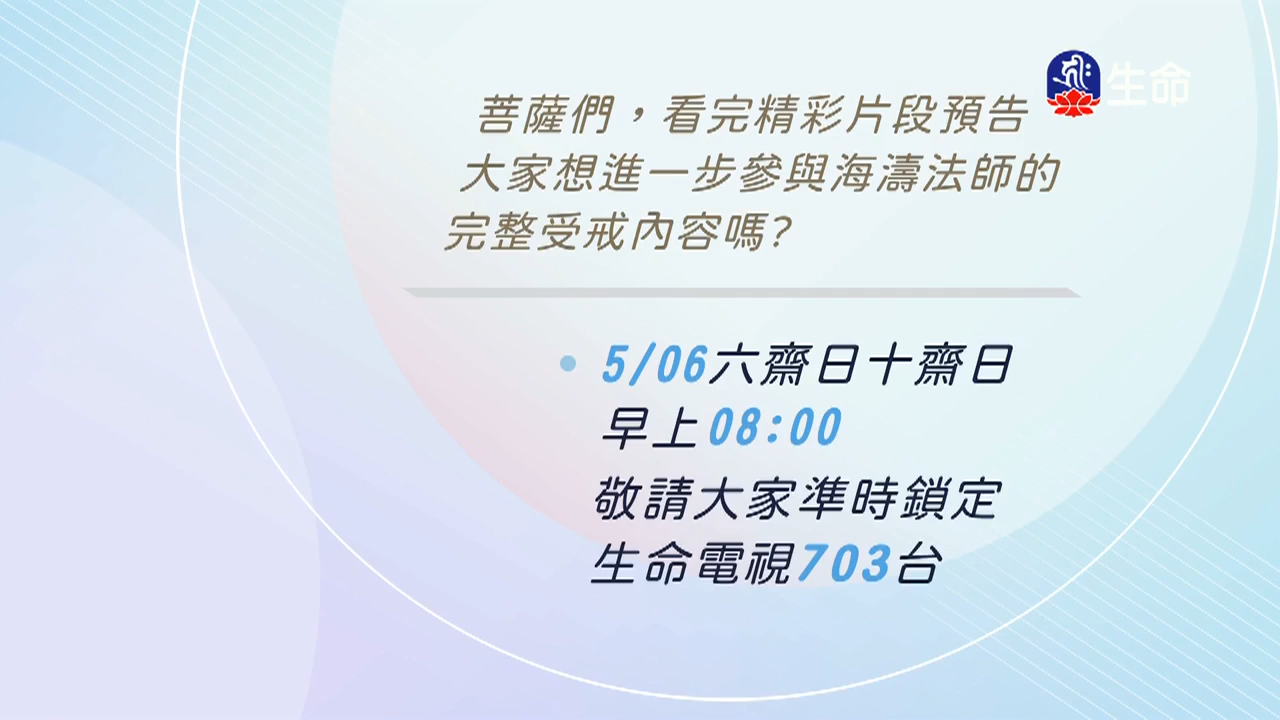 生命
菩薩們，看完精彩片段預告
大家想進一步參與海濤法師的
完整受戒內容嗎?
• 5/06六齋日十齋日
早上08:00
敬請大家準時鎖定
生命電視703台